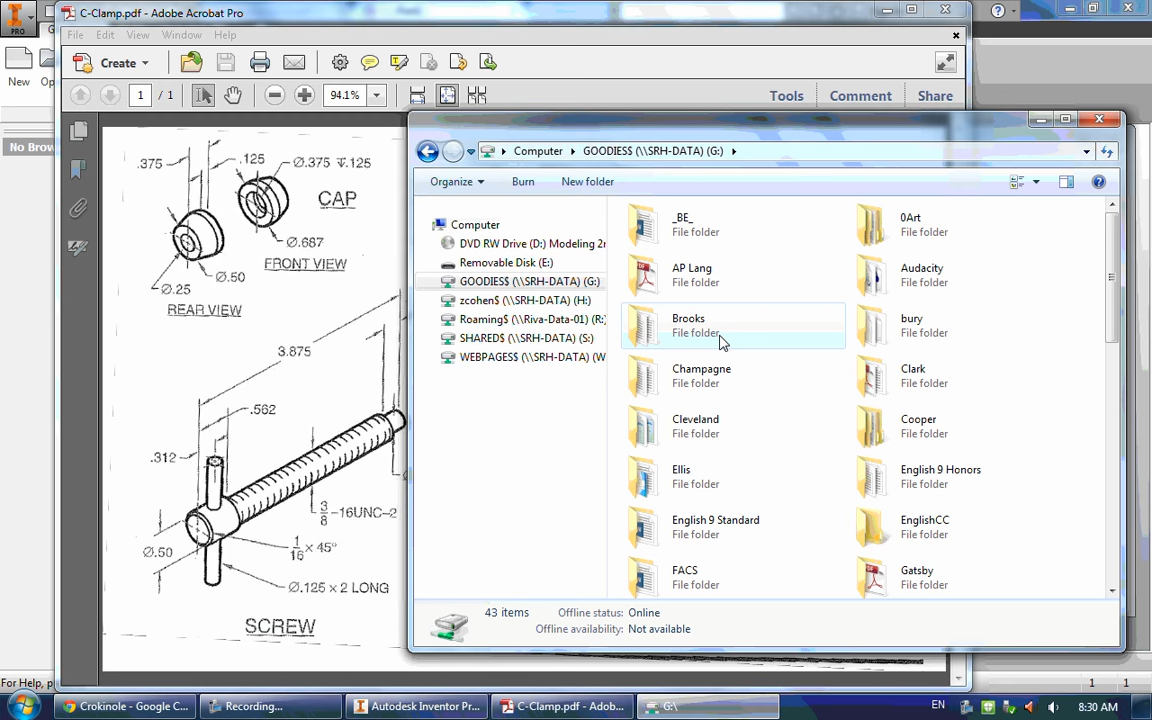 C-Clamp.pdf - Adobe Acrobat Pro
PRO
File Edit View Window Help
New Op
Create
1 / 1 94.1% Tools Comment Share
No Brow
.375 .125 Ø.375 ↧.125
CAP
Ø.687
FRONT VIEW
Ø.50
Ø.25
REAR VIEW
3.875
.562
.312
3/8 -16UNC-2
Ø.50
1/16 × 45°
Ø.125 × 2 LONG
SCREW
Computer GOODIES$ (\\SRH-DATA) (G:)
Organize Burn New folder
Computer
DVD RW Drive (D:) Modeling 2n
Removable Disk (E:)
GOODIES$ (\\SRH-DATA) (G:)
zcohen$ (\\SRH-DATA) (H:)
Roaming$ (\\Riva-Data-01) (R:
SHARED$ (\\SRH-DATA) (S:)
WEBPAGES$ (\\SRH-DATA) (W
_BE_ 0Art
File folder File folder
AP Lang Audacity
File folder File folder
Brooks bury
File folder File folder
Champagne Clark
File folder File folder
Cleveland Cooper
File folder File folder
Ellis English 9 Honors
File folder File folder
English 9 Standard EnglishCC
File folder File folder
FACS Gatsby
File folder File folder
43 items Offline status: Online
Offline availability: Not available
For Help, p 1 1
Crokinole - Google C... Recording... Autodesk Inventor Pr... C-Clamp.pdf - Adob... G:\ EN 8:30 AM